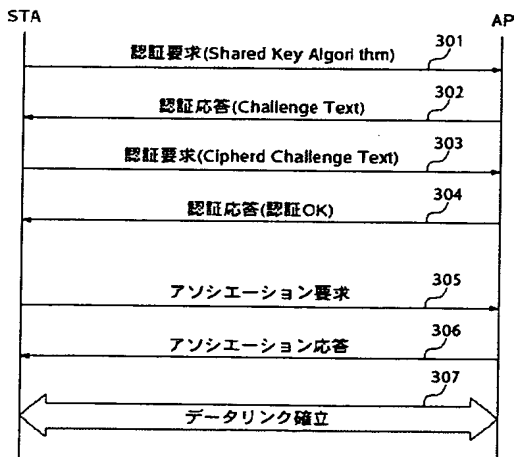 STA
AP
認証要求(Shared Key Algori thm)
301
認証応答(Challenge Text)
302
認証要求(Cipherd Challenge Text)
303
認証応答(認証OK)
304
アソシエーション要求
305
アソシエーション応答
306
データリンク確立
307